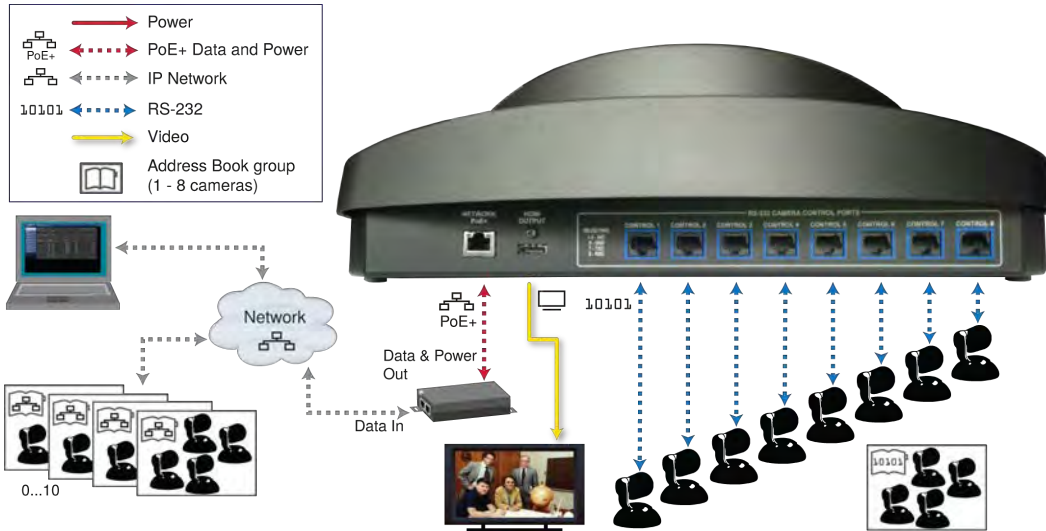 Power
PoE+
PoE+ Data and Power
IP Network
10101
RS-232
Video
Address Book group
(1 - 8 cameras)
NETWORK
PoE+
HDMI
OUTPUT
RS-232 CAMERA CONTROL PORTS
CONTROL 1
CONTROL 2
CONTROL 3
CONTROL 4
CONTROL 5
CONTROL 6
CONTROL 7
CONTROL 8
PoE+
10101
Network
Data & Power
Out
Data In
0...10
10101